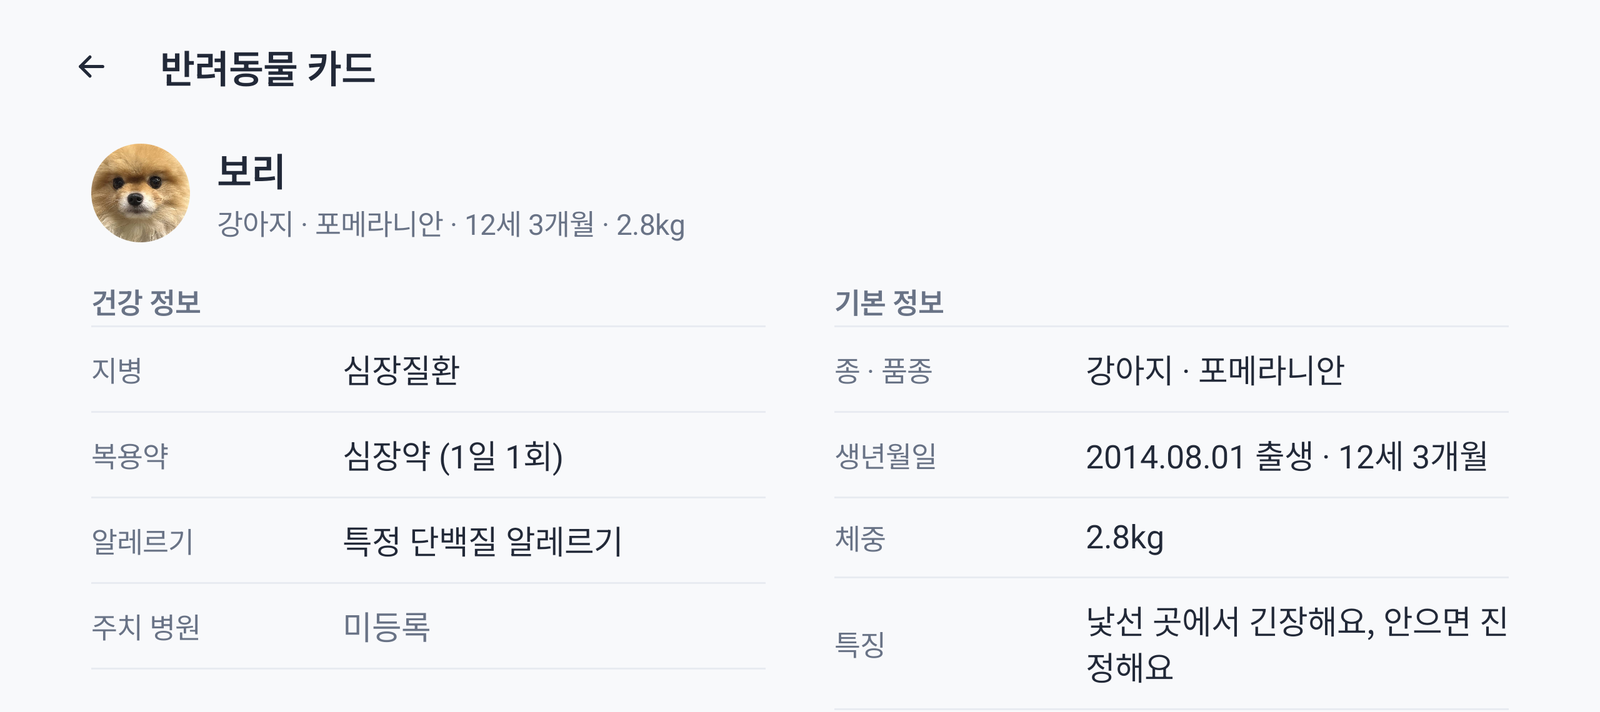 반려동물 카드
보리
강아지 · 포메라니안 · 12세 3개월 · 2.8kg
건강 정보
지병 심장질환
복용약 심장약 (1일 1회)
알레르기 특정 단백질 알레르기
주치 병원 미등록
기본 정보
종 · 품종 강아지 · 포메라니안
생년월일 2014.08.01 출생 · 12세 3개월
체중 2.8kg
특징 낯선 곳에서 긴장해요, 안으면 진
정해요